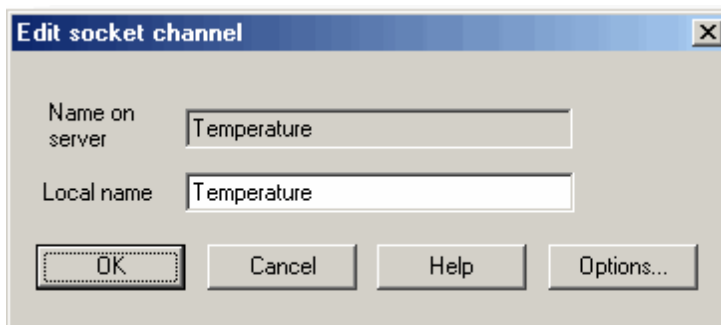 Edit socket channel
Name on
server
Temperature
Local name
Temperature
OK
Cancel
Help
Options...